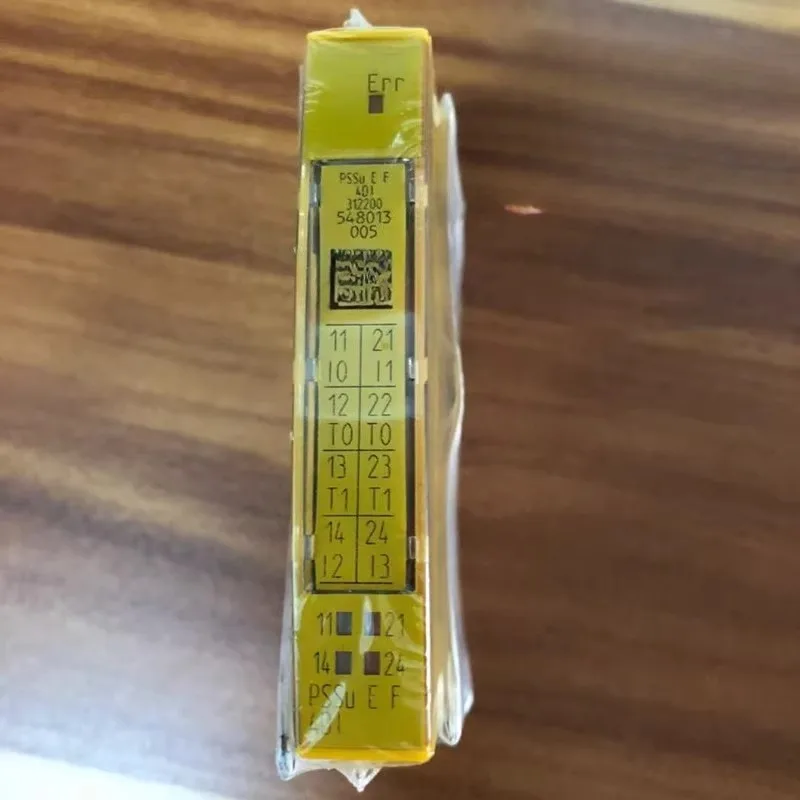 Err
PSSu E F
4DI
312200
548013
005
11 21
I0 I1
12 22
T0 T0
13 23
T1 T1
14 24
I2 I3
11 21
14 24
PSSu E F
4DI